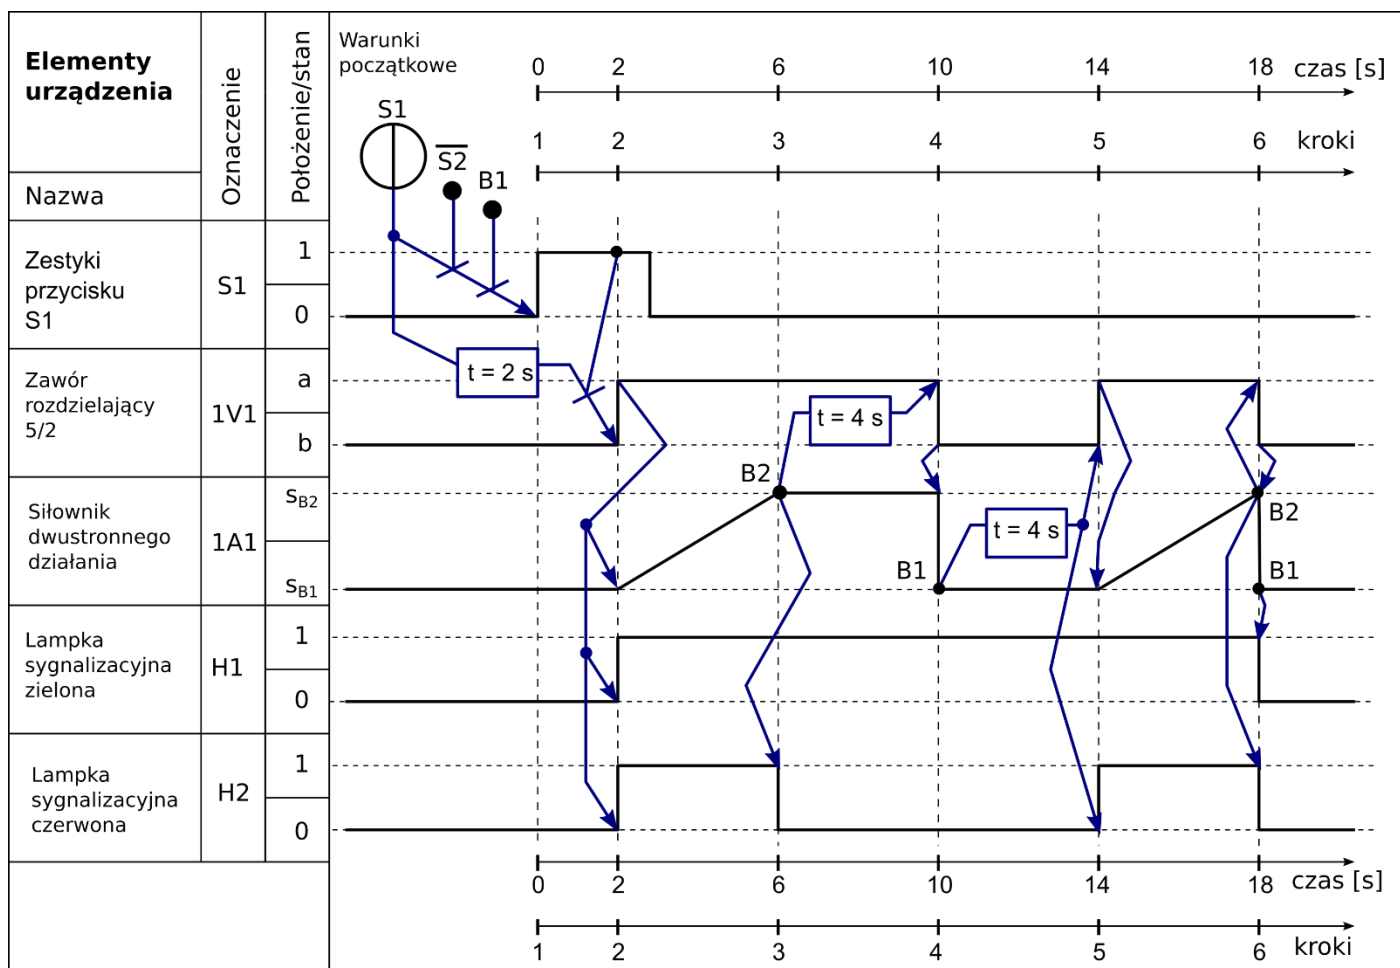 Elementy
urządzenia
Nazwa
Oznaczenie
Położenie/stan
Warunki
początkowe
0 2 6 10 14 18 czas [s]
1 2 3 4 5 6 kroki
S1
S2
B1
Zestyki
przycisku
S1
S1
1
0
Zawór
rozdzielający
5/2
1V1
a
b
t = 2 s
t = 4 s
Siłownik
dwustronnego
działania
1A1
sB2
sB1
B2
B1
t = 4 s
B2
B1
Lampka
sygnalizacyjna
zielona
H1
1
0
Lampka
sygnalizacyjna
czerwona
H2
1
0
0 2 6 10 14 18 czas [s]
1 2 3 4 5 6 kroki